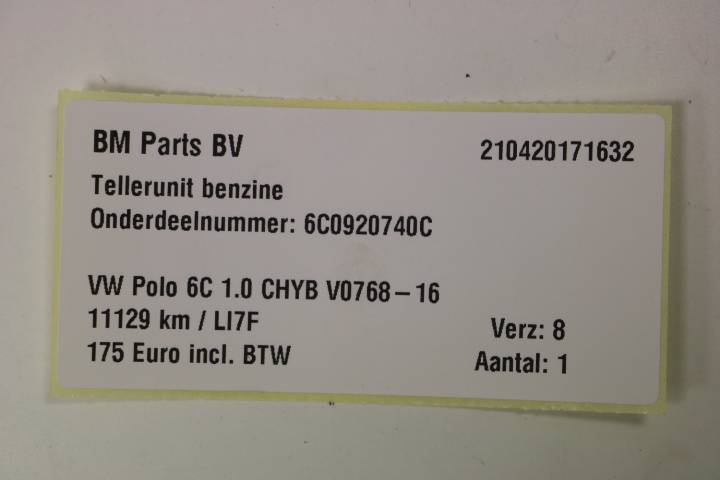 BM Parts BV 210420171632
Tellerunit benzine
Onderdeelnummer: 6C0920740C
VW Polo 6C 1.0 CHYB V0768-16
11129 km / LI7F Verz: 8
175 Euro incl. BTW Aantal: 1